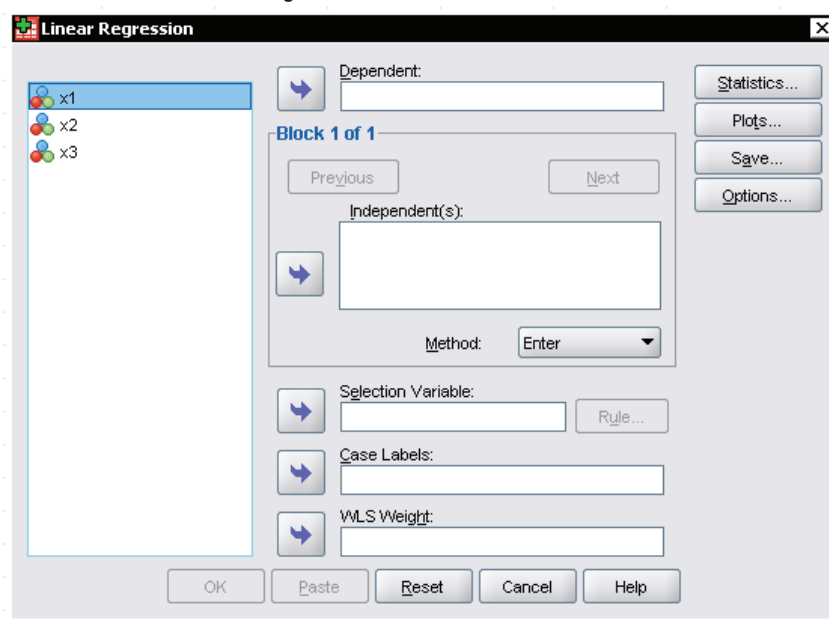 Linear Regression
x1
x2
x3
Dependent:
Block 1 of 1
Previous
Next
Independent(s):
Method:
Enter
Selection Variable:
Rule...
Case Labels:
WLS Weight:
Statistics...
Plots...
Save...
Options...
OK
Paste
Reset
Cancel
Help